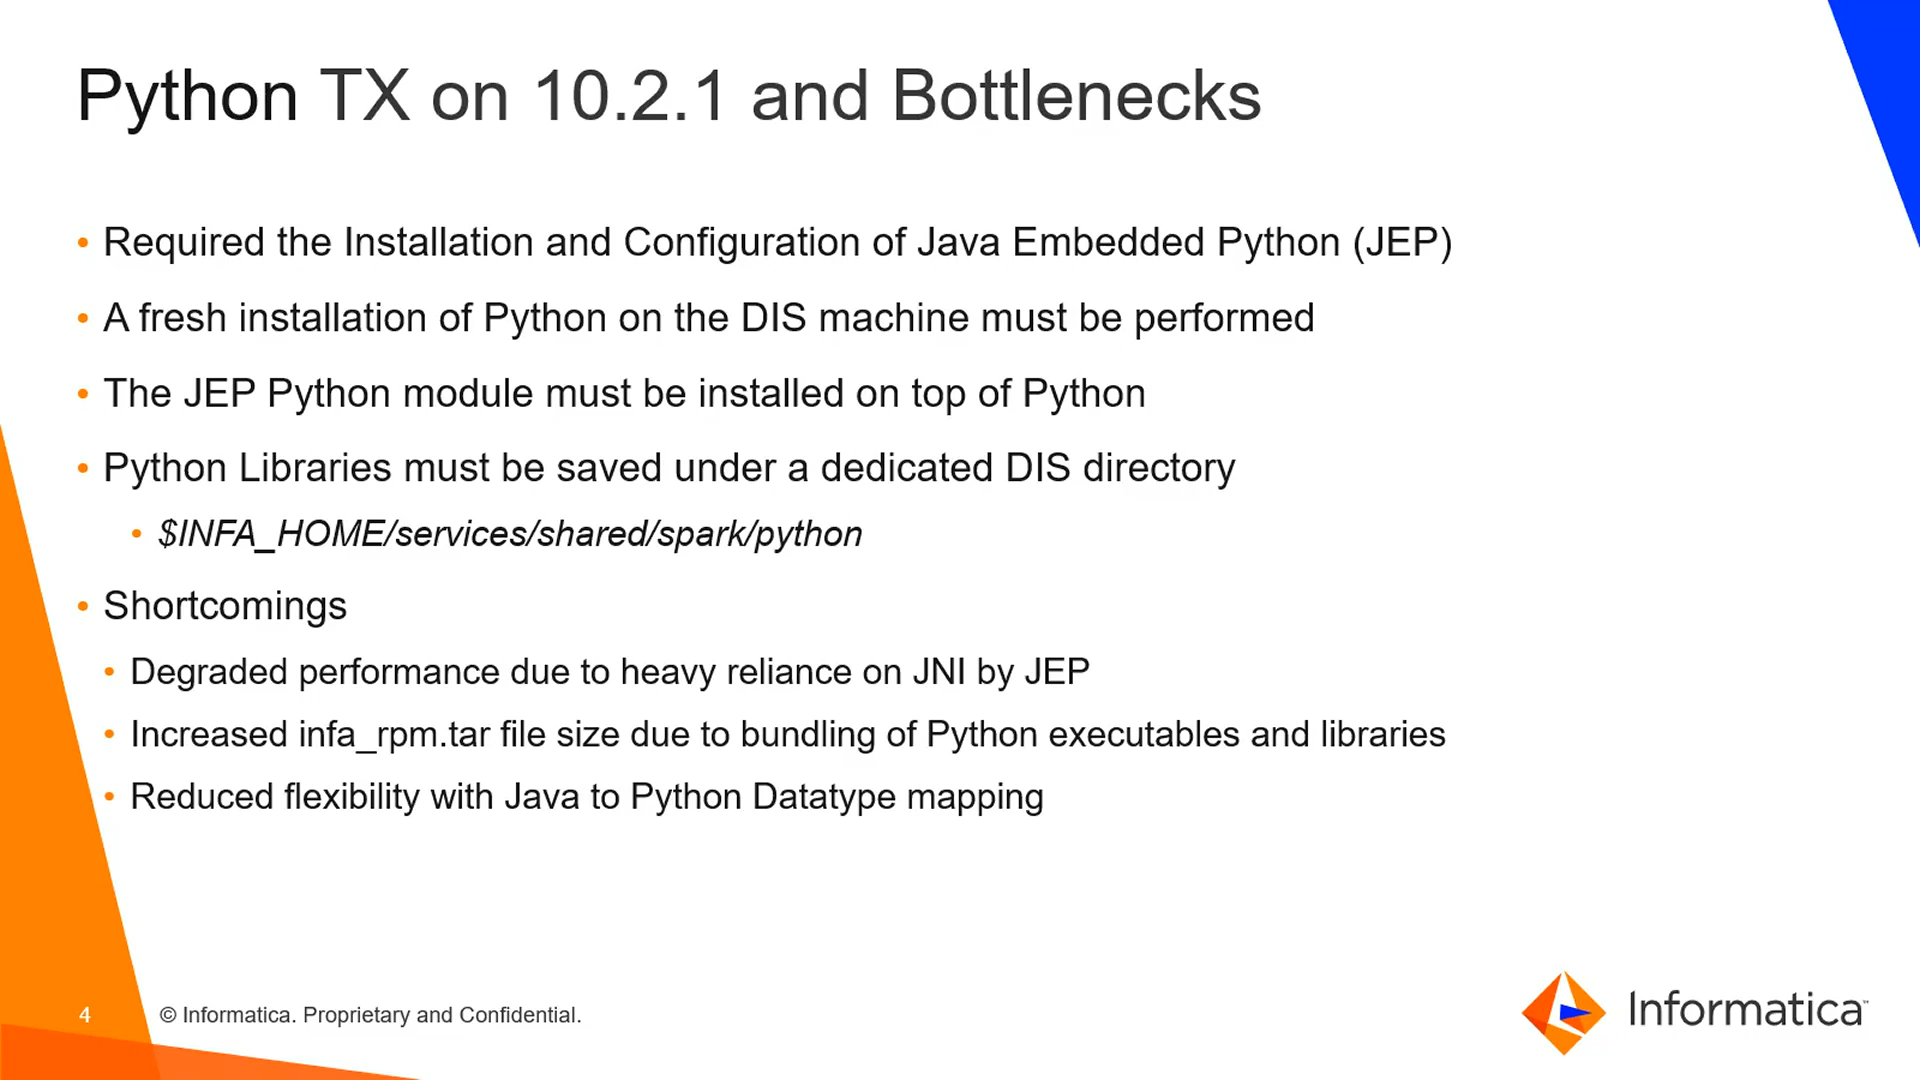 Python TX on 10.2.1 and Bottlenecks
• Required the Installation and Configuration of Java Embedded Python (JEP)
• A fresh installation of Python on the DIS machine must be performed
• The JEP Python module must be installed on top of Python
• Python Libraries must be saved under a dedicated DIS directory
• $INFA_HOME/services/shared/spark/python
• Shortcomings
• Degraded performance due to heavy reliance on JNI by JEP
• Increased infa_rpm.tar file size due to bundling of Python executables and libraries
• Reduced flexibility with Java to Python Datatype mapping
4
© Informatica. Proprietary and Confidential.
Informatica™